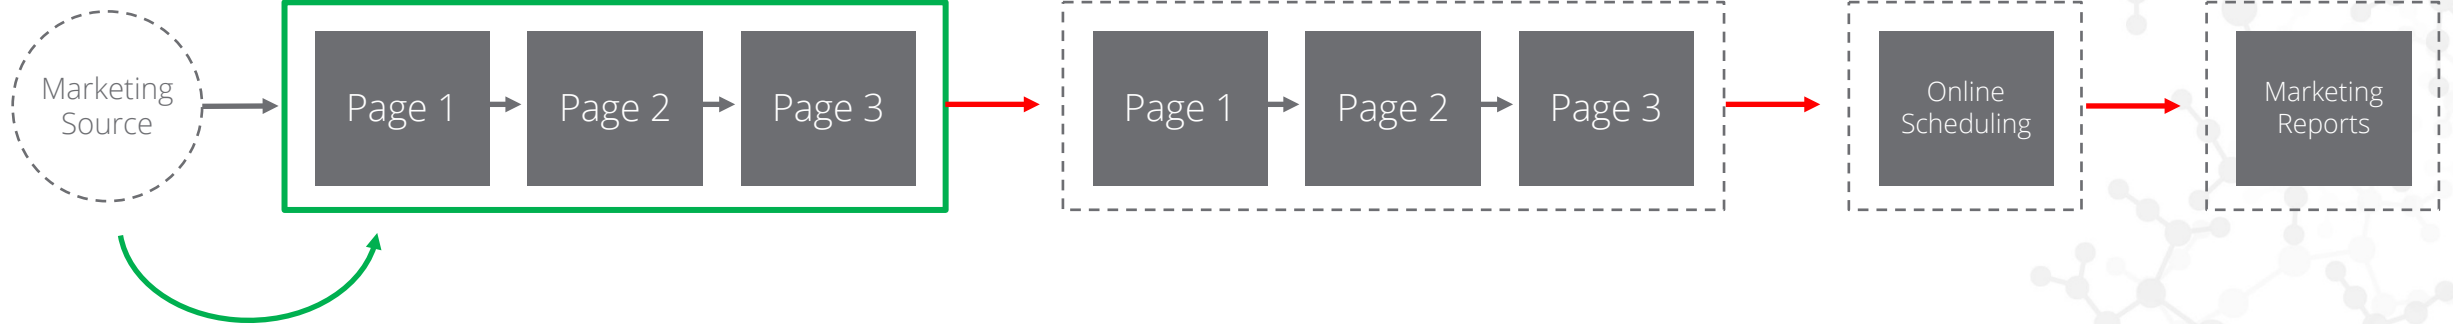 Marketing
Source
Page 1
Page 2
Page 3
Page 1
Page 2
Page 3
Online
Scheduling
Marketing
Reports